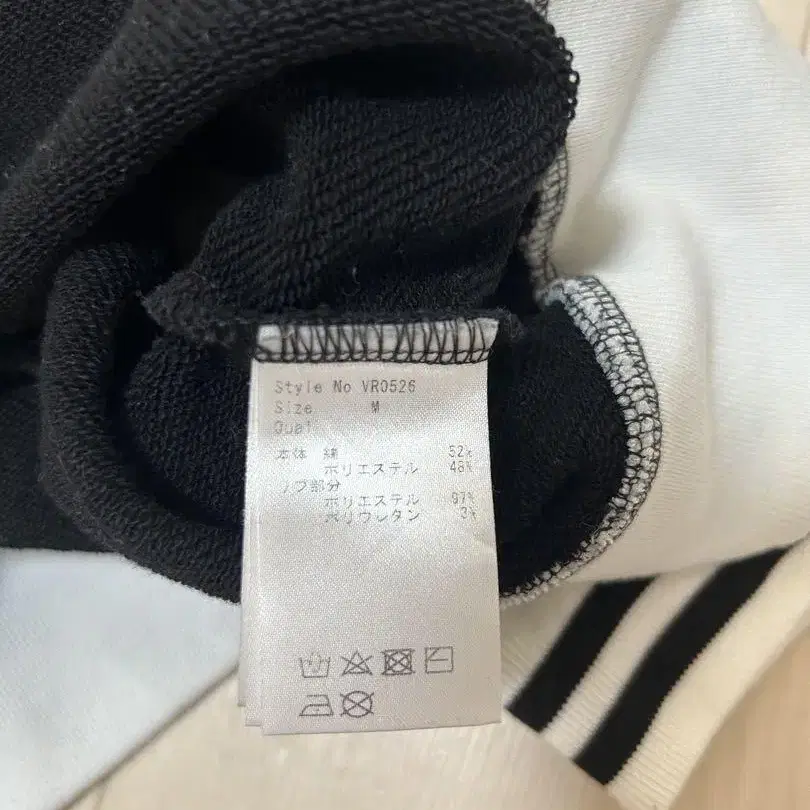 Style No VR0526
Size M
Qual
本体 綿 52%
ポリエステル 48%
リブ部分
ポリエステル 97%
ポリウレタン 3%